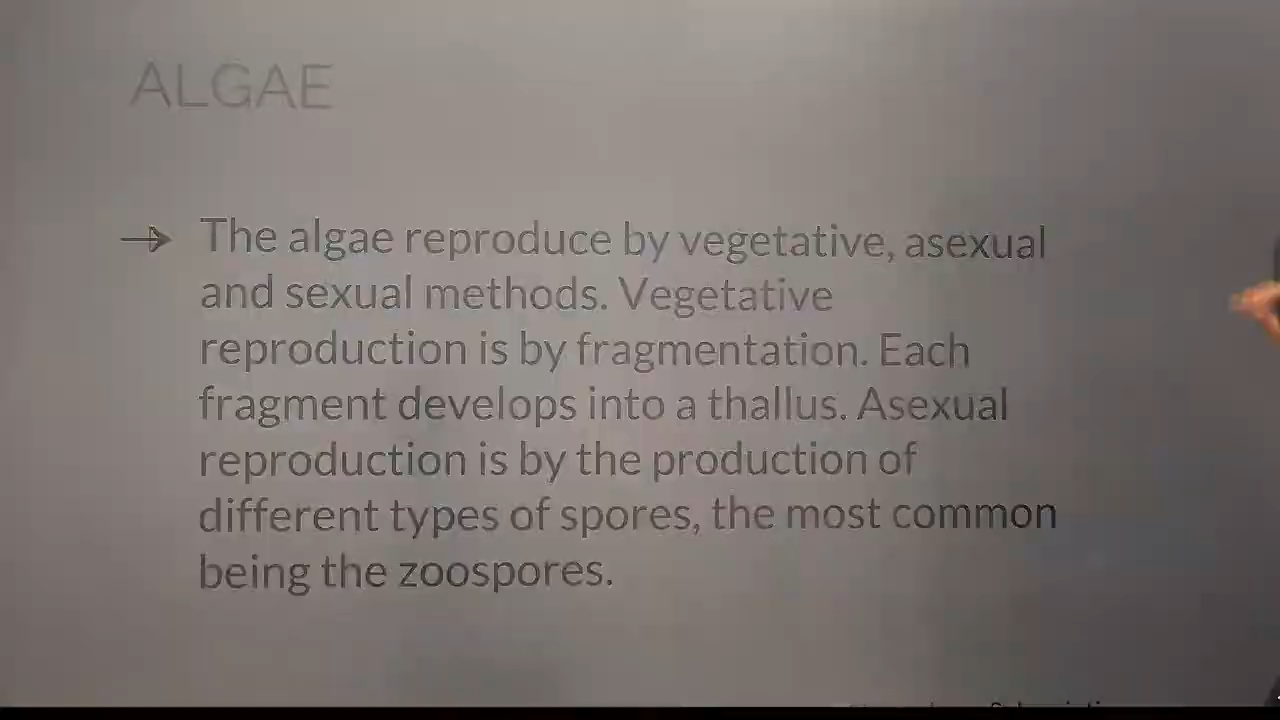 ALGAE
→ The algae reproduce by vegetative, asexual
and sexual methods. Vegetative
reproduction is by fragmentation. Each
fragment develops into a thallus. Asexual
reproduction is by the production of
different types of spores, the most common
being the zoospores.